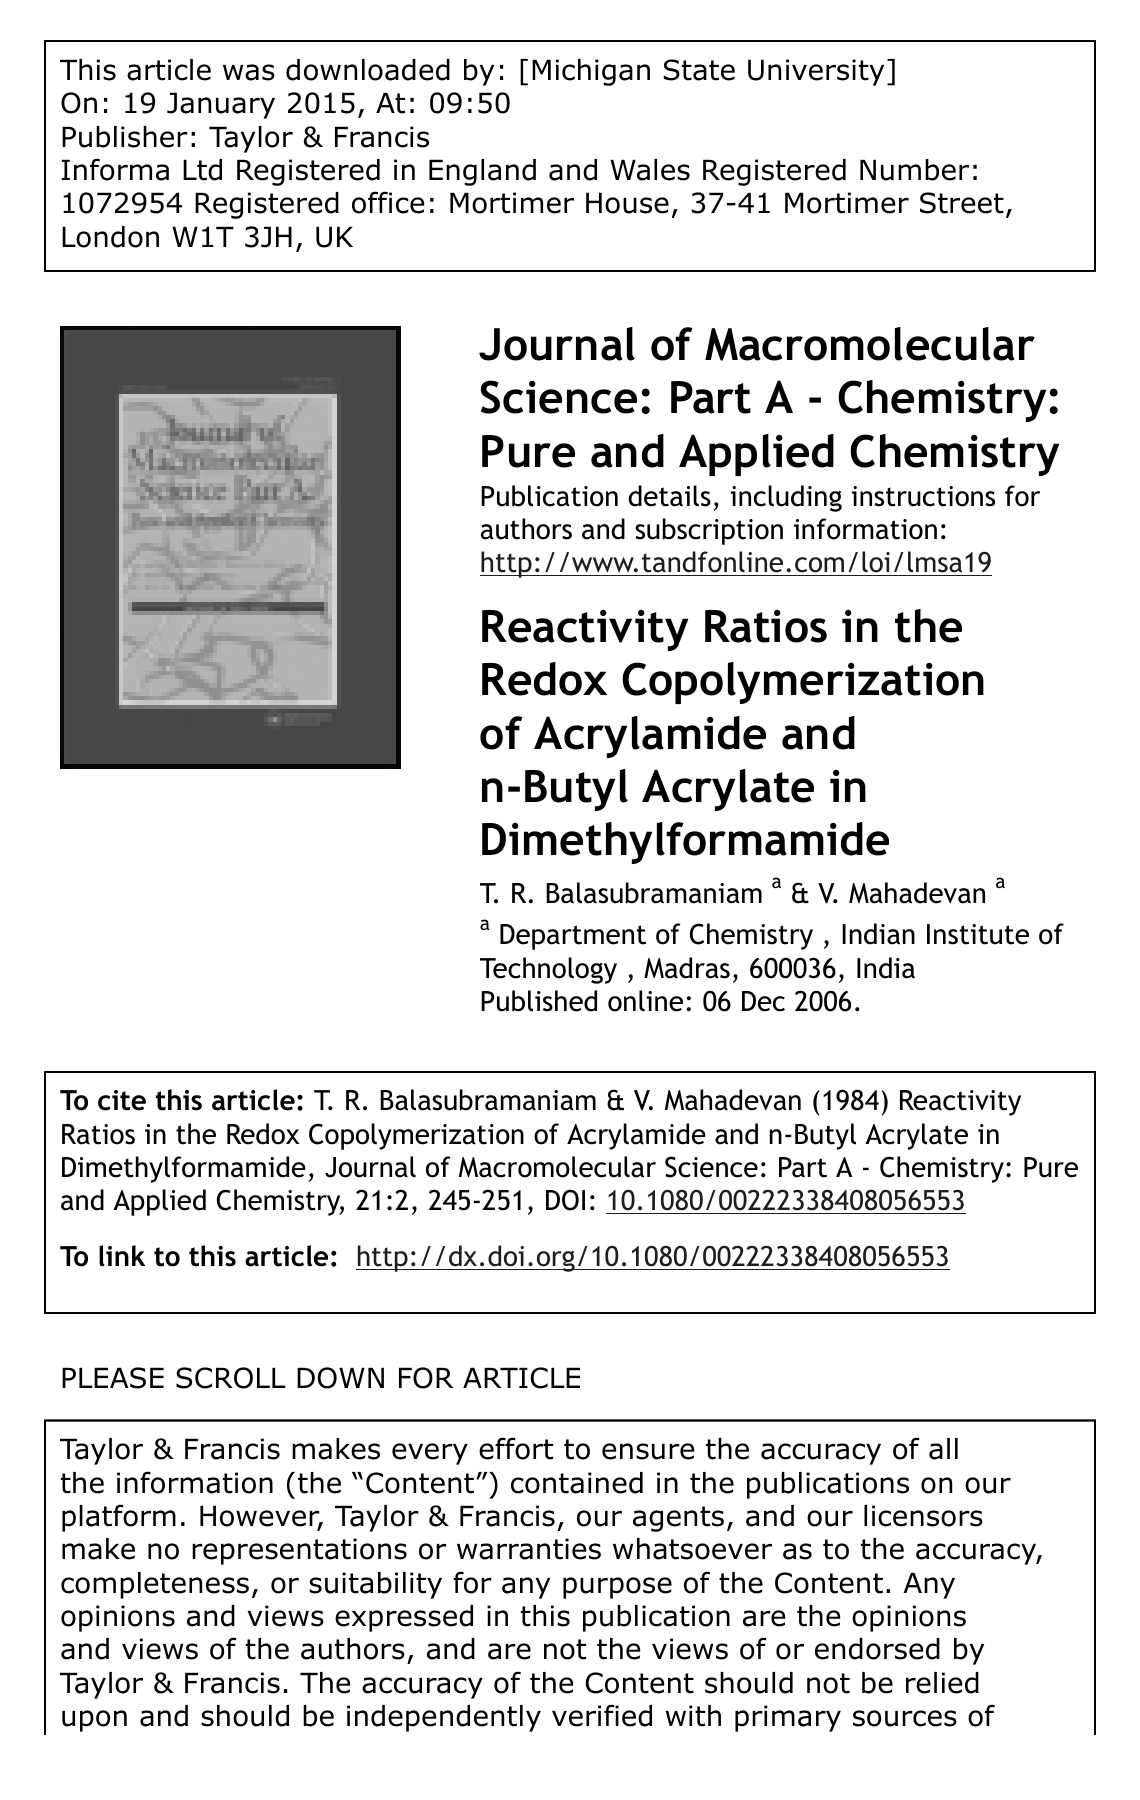 This article was downloaded by: [Michigan State University]
On: 19 January 2015, At: 09:50
Publisher: Taylor & Francis
Informa Ltd Registered in England and Wales Registered Number:
1072954 Registered office: Mortimer House, 37-41 Mortimer Street,
London W1T 3JH, UK
Journal of
Macromolecular
Science Part A
Journal of Macromolecular
Science: Part A - Chemistry:
Pure and Applied Chemistry
Publication details, including instructions for
authors and subscription information:
http://www.tandfonline.com/loi/lmsa19
Reactivity Ratios in the
Redox Copolymerization
of Acrylamide and
n-Butyl Acrylate in
Dimethylformamide
T. R. Balasubramaniam a & V. Mahadevan a
a Department of Chemistry , Indian Institute of
Technology , Madras, 600036, India
Published online: 06 Dec 2006.
To cite this article: T. R. Balasubramaniam & V. Mahadevan (1984) Reactivity
Ratios in the Redox Copolymerization of Acrylamide and n-Butyl Acrylate in
Dimethylformamide, Journal of Macromolecular Science: Part A - Chemistry: Pure
and Applied Chemistry, 21:2, 245-251, DOI: 10.1080/00222338408056553
To link to this article: http://dx.doi.org/10.1080/00222338408056553
PLEASE SCROLL DOWN FOR ARTICLE
Taylor & Francis makes every effort to ensure the accuracy of all
the information (the “Content”) contained in the publications on our
platform. However, Taylor & Francis, our agents, and our licensors
make no representations or warranties whatsoever as to the accuracy,
completeness, or suitability for any purpose of the Content. Any
opinions and views expressed in this publication are the opinions
and views of the authors, and are not the views of or endorsed by
Taylor & Francis. The accuracy of the Content should not be relied
upon and should be independently verified with primary sources of